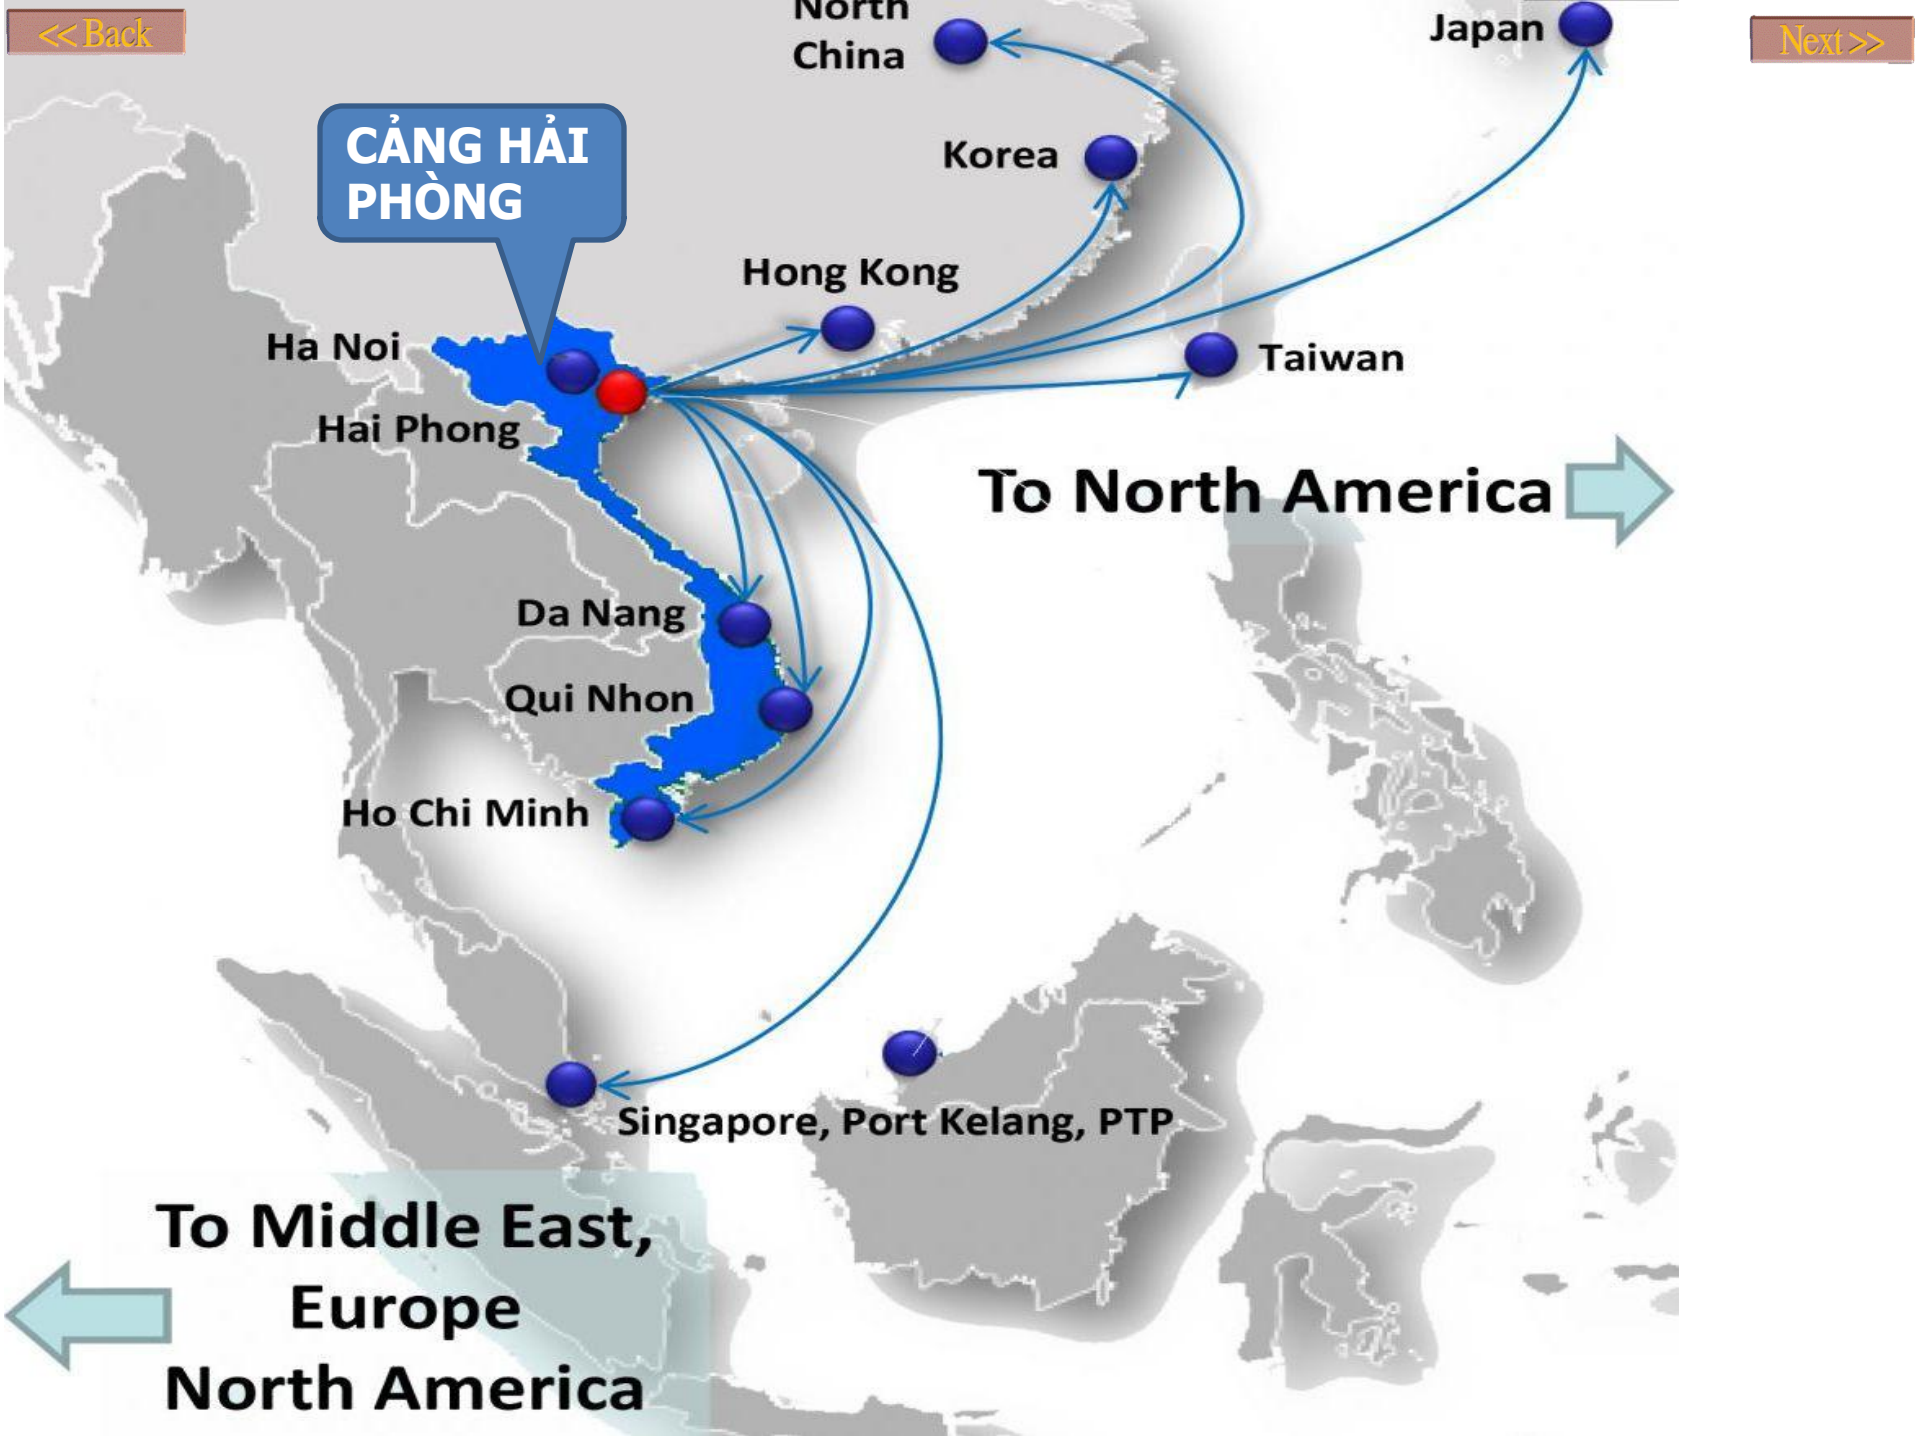 << Back
North
China
Japan
Next >>
CẢNG HẢI
PHÒNG
Korea
Hong Kong
Ha Noi
Taiwan
Hai Phong
To North America
Da Nang
Qui Nhon
Ho Chi Minh
Singapore, Port Kelang, PTP
To Middle East,
Europe
North America